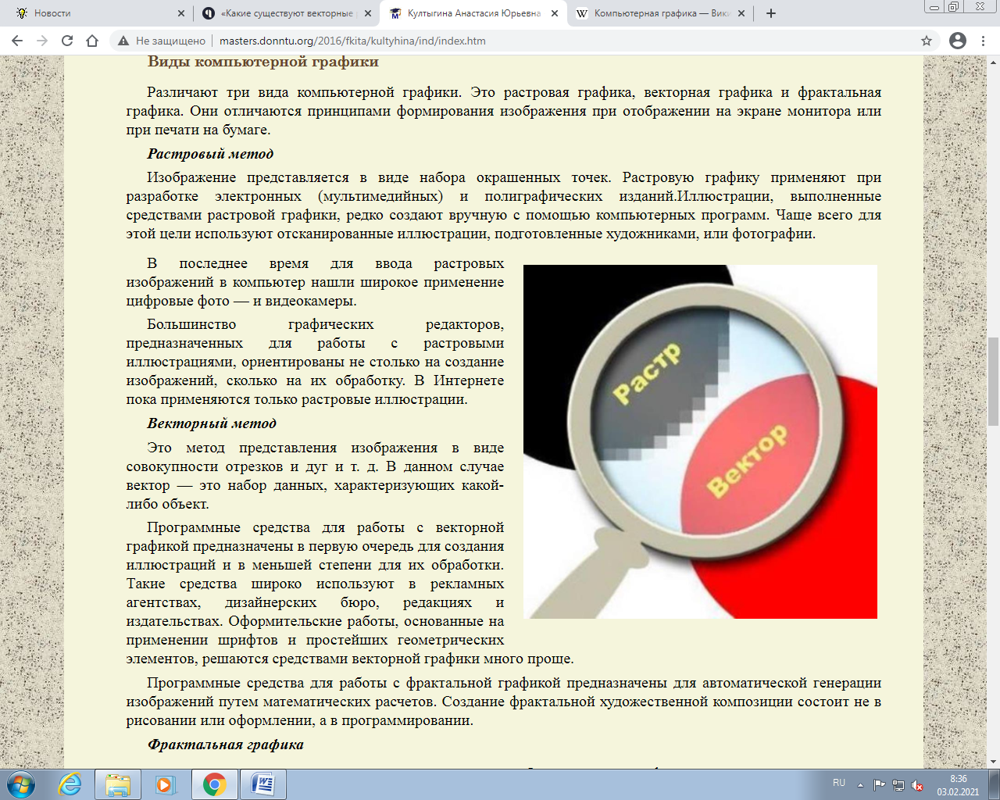 Новости
«Какие существуют векторные
Култыгина Анастасия Юрьевна
Компьютерная графика — Вики
Не защищено
masters.donntu.org/2016/fkita/kultyhina/ind/index.htm
Виды компьютерной графики
Различают три вида компьютерной графики. Это растровая графика, векторная графика и фрактальная
графика. Они отличаются принципами формирования изображения при отображении на экране монитора или
при печати на бумаге.
Растровый метод
Изображение представляется в виде набора окрашенных точек. Растровую графику применяют при
разработке электронных (мультимедийных) и полиграфических изданий.Иллюстрации, выполненные
средствами растровой графики, редко создают вручную с помощью компьютерных программ. Чаще всего для
этой цели используют отсканированные иллюстрации, подготовленные художниками, или фотографии.
В последнее время для ввода растровых
изображений в компьютер нашли широкое применение
цифровые фото — и видеокамеры.
Большинство графических редакторов,
предназначенных для работы с растровыми
иллюстрациями, ориентированы не столько на создание
изображений, сколько на их обработку. В Интернете
пока применяются только растровые иллюстрации.
Векторный метод
Это метод представления изображения в виде
совокупности отрезков и дуг и т. д. В данном случае
вектор — это набор данных, характеризующих какой-
либо объект.
Программные средства для работы с векторной
графикой предназначены в первую очередь для создания
иллюстраций и в меньшей степени для их обработки.
Такие средства широко используют в рекламных
агентствах, дизайнерских бюро, редакциях и
издательствах. Оформительские работы, основанные на
применении шрифтов и простейших геометрических
элементов, решаются средствами векторной графики много проще.
Растр
Вектор
Программные средства для работы с фрактальной графикой предназначены для автоматической генерации
изображений путем математических расчетов. Создание фрактальной художественной композиции состоит не в
рисовании или оформлении, а в программировании.
Фрактальная графика
RU
8:36
03.02.2021